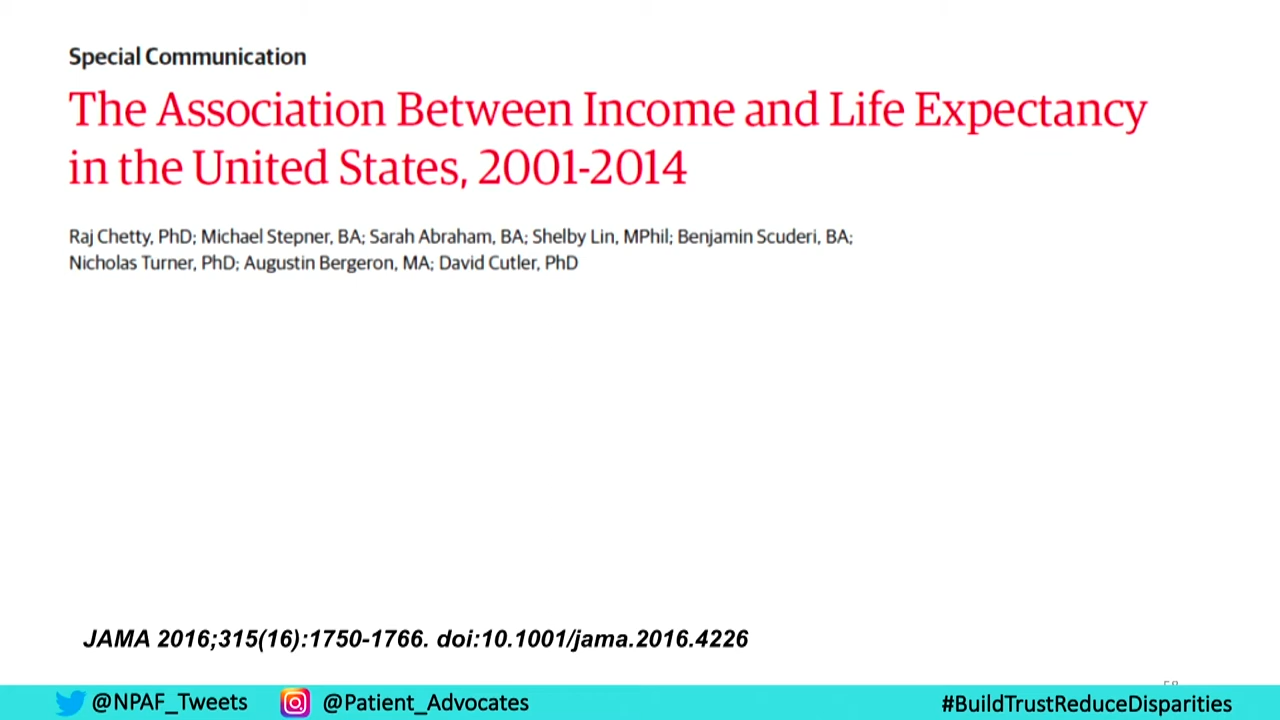 Special Communication
The Association Between Income and Life Expectancy
in the United States, 2001-2014
Raj Chetty, PhD; Michael Stepner, BA; Sarah Abraham, BA; Shelby Lin, MPhil; Benjamin Scuderi, BA;
Nicholas Turner, PhD; Augustin Bergeron, MA; David Cutler, PhD
JAMA 2016;315(16):1750-1766. doi:10.1001/jama.2016.4226
@NPAF_Tweets @Patient_Advocates #BuildTrustReduceDisparities